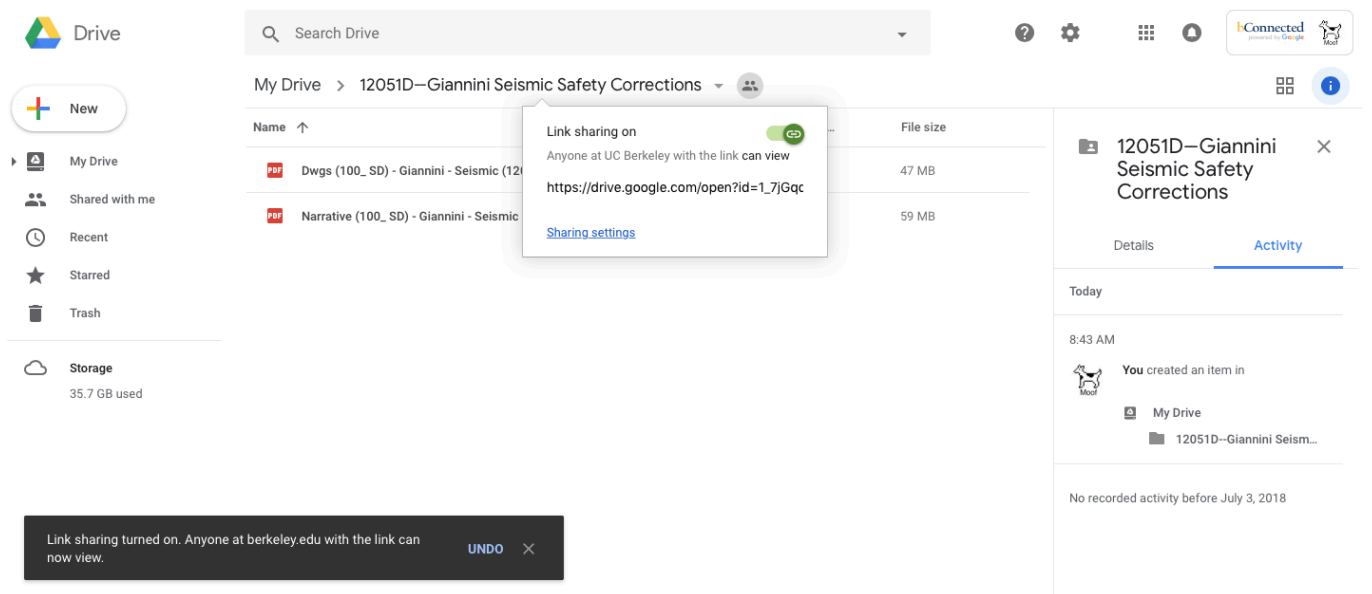 Drive
Search Drive
bConnected
powered by Google
Moof
My Drive
12051D—Giannini Seismic Safety Corrections
New
My Drive
Shared with me
Recent
Starred
Trash
Storage
35.7 GB used
Name
File size
Dwgs (100_ SD) - Giannini - Seismic (120
47 MB
Narrative (100_ SD) - Giannini - Seismic
59 MB
Link sharing on
Anyone at UC Berkeley with the link can view
https://drive.google.com/open?id=1_7jGqc
Sharing settings
12051D—Giannini
Seismic Safety
Corrections
Details
Activity
Today
8:43 AM
Moof
You created an item in
My Drive
12051D--Giannini Seism...
No recorded activity before July 3, 2018
Link sharing turned on. Anyone at berkeley.edu with the link can
now view.
UNDO